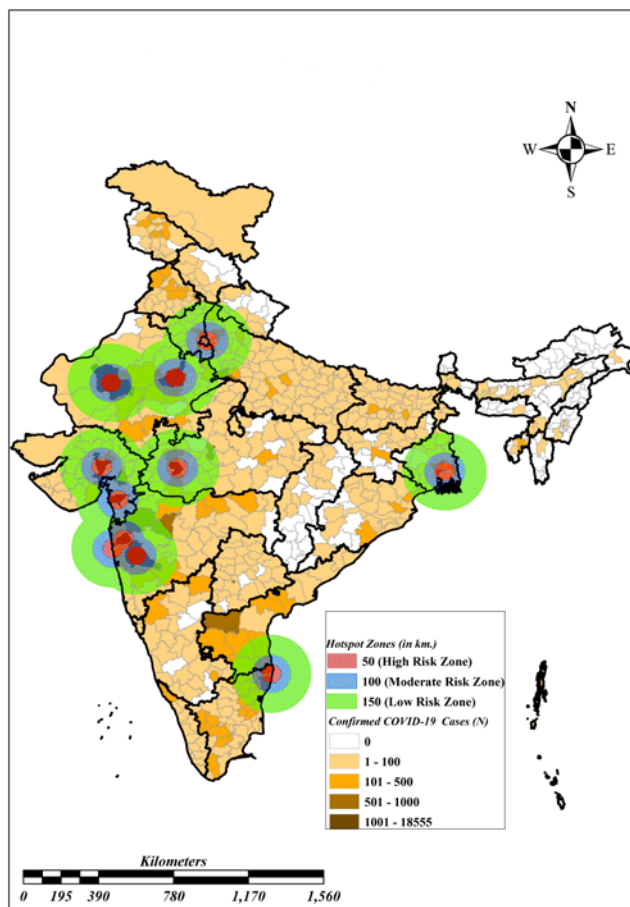 N
W E
S
Hotspot Zones (in km.)
50 (High Risk Zone)
100 (Moderate Risk Zone)
150 (Low Risk Zone)
Confirmed COVID-19 Cases (N)
0
1 - 100
101 - 500
501 - 1000
1001 - 18555
Kilometers
0 195 390 780 1,170 1,560